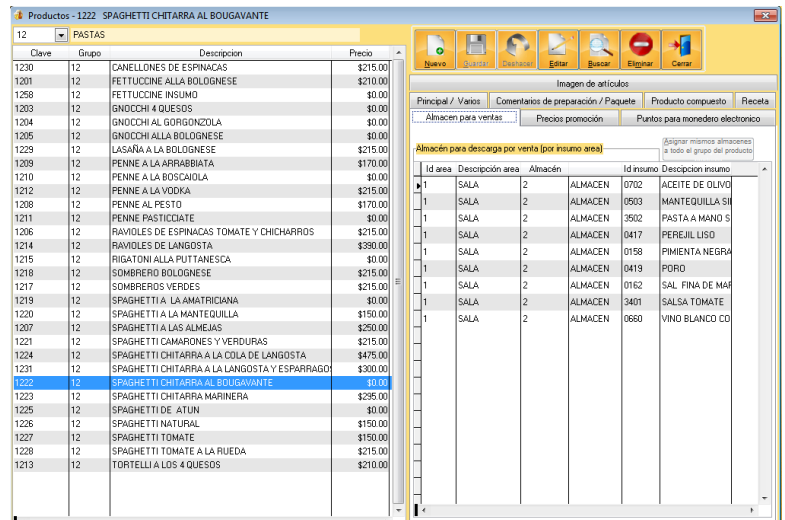 Productos - 1222 SPAGHETTI CHITARRA AL BOUGAVANTE
12 PASTAS
Clave Grupo Descripcion Precio
1230 12 CANELLONES DE ESPINACAS $215.00
1201 12 FETTUCCINE ALLA BOLOGNESE $210.00
1258 12 FETTUCCINE INSUMO $0.00
1203 12 GNOCCHI 4 QUESOS $0.00
1204 12 GNOCCHI AL GORGONZOLA $0.00
1205 12 GNOCCHI ALLA BOLOGNESE $0.00
1229 12 LASAÑA A LA BOLOGNESE $215.00
1209 12 PENNE A LA ARRABBIATA $170.00
1210 12 PENNE A LA BOSCAIOLA $0.00
1212 12 PENNE A LA VODKA $215.00
1208 12 PENNE AL PESTO $170.00
1211 12 PENNE PASTICCIATE $0.00
1206 12 RAVIOLES DE ESPINACAS TOMATE Y CHICHARROS $215.00
1214 12 RAVIOLES DE LANGOSTA $390.00
1215 12 RIGATONI ALLA PUTTANESCA $0.00
1218 12 SOMBRERO BOLOGNESE $215.00
1217 12 SOMBREROS VERDES $215.00
1219 12 SPAGHETTI A LA AMATRICIANA $0.00
1220 12 SPAGHETTI A LA MANTEQUILLA $150.00
1207 12 SPAGHETTI A LAS ALMEJAS $250.00
1221 12 SPAGHETTI CAMARONES Y VERDURAS $215.00
1224 12 SPAGHETTI CHITARRA A LA COLA DE LANGOSTA $475.00
1231 12 SPAGHETTI CHITARRA A LA LANGOSTA Y ESPARRAGOS $300.00
1222 12 SPAGHETTI CHITARRA AL BOUGAVANTE $0.00
1223 12 SPAGHETTI CHITARRA MARINERA $295.00
1225 12 SPAGHETTI DE ATUN $0.00
1226 12 SPAGHETTI NATURAL $150.00
1227 12 SPAGHETTI TOMATE $150.00
1228 12 SPAGHETTI TOMATE A LA RUEDA $215.00
1213 12 TORTELLI A LOS 4 QUESOS $210.00
Nuevo Guardar Deshacer Editar Buscar Eliminar Cerrar
Imagen de artículos
Principal / Varios Comentarios de preparación / Paquete Producto compuesto Receta
Almacen para ventas Precios promoción Puntos para monedero electronico
Asignar mismos almacenes
a todo el grupo del producto
Almacén para descarga por venta (por insumo area)
Id area Descripción area Almacén Id insumo Descipcion insumo
1 SALA 2 ALMACEN 0702 ACEITE DE OLIVO
1 SALA 2 ALMACEN 0503 MANTEQUILLA SI
1 SALA 2 ALMACEN 3502 PASTA A MANO S
1 SALA 2 ALMACEN 0417 PEREJIL LISO
1 SALA 2 ALMACEN 0158 PIMIENTA NEGRA
1 SALA 2 ALMACEN 0419 PORO
1 SALA 2 ALMACEN 0162 SAL FINA DE MAR
1 SALA 2 ALMACEN 3401 SALSA TOMATE
1 SALA 2 ALMACEN 0660 VINO BLANCO CO